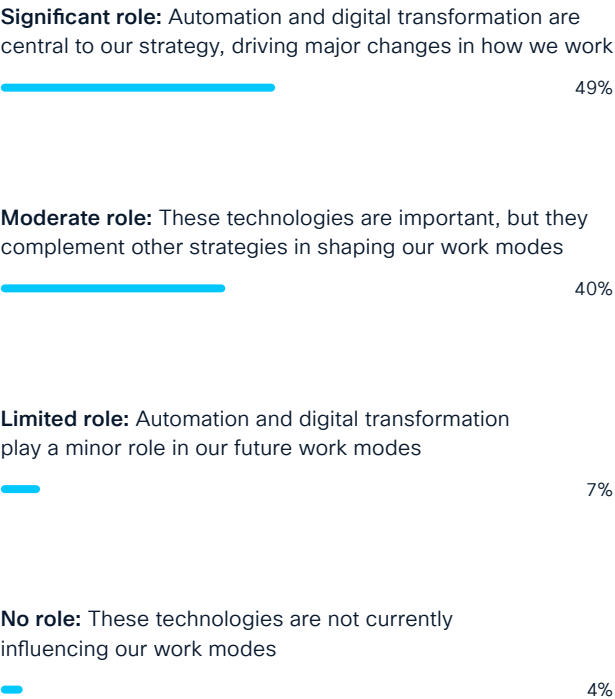 Significant role: Automation and digital transformation are
central to our strategy, driving major changes in how we work
49%
Moderate role: These technologies are important, but they
complement other strategies in shaping our work modes
40%
Limited role: Automation and digital transformation
play a minor role in our future work modes
7%
No role: These technologies are not currently
influencing our work modes
4%